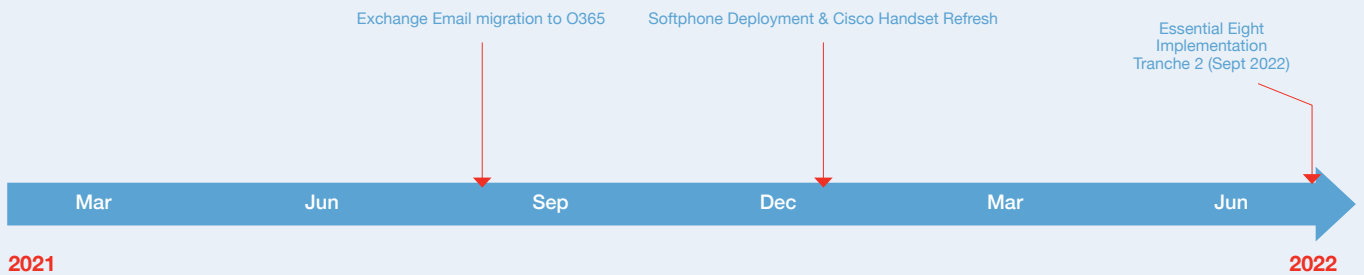 Exchange Email migration to O365
Softphone Deployment & Cisco Handset Refresh
Essential Eight
Implementation
Tranche 2 (Sept 2022)
Mar Jun Sep Dec Mar Jun
2021 2022